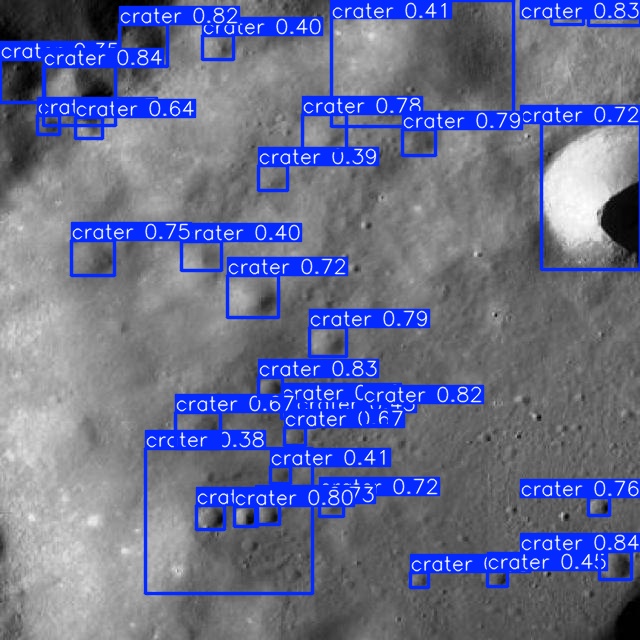 crater 0.82
crater 0.41
crater 0.83
crater 0.40
crater 0.84
crater 0.64
crater 0.78
crater 0.79
crater 0.72
crater 0.39
crater 0.75
rater 0.40
crater 0.72
crater 0.79
crater 0.83
crater 0.82
crater 0.67
crater 0.67
crater 0.38
crater 0.41
crater 0.72
crater 0.80
crater 0.76
crater 0.84
crater 0.45